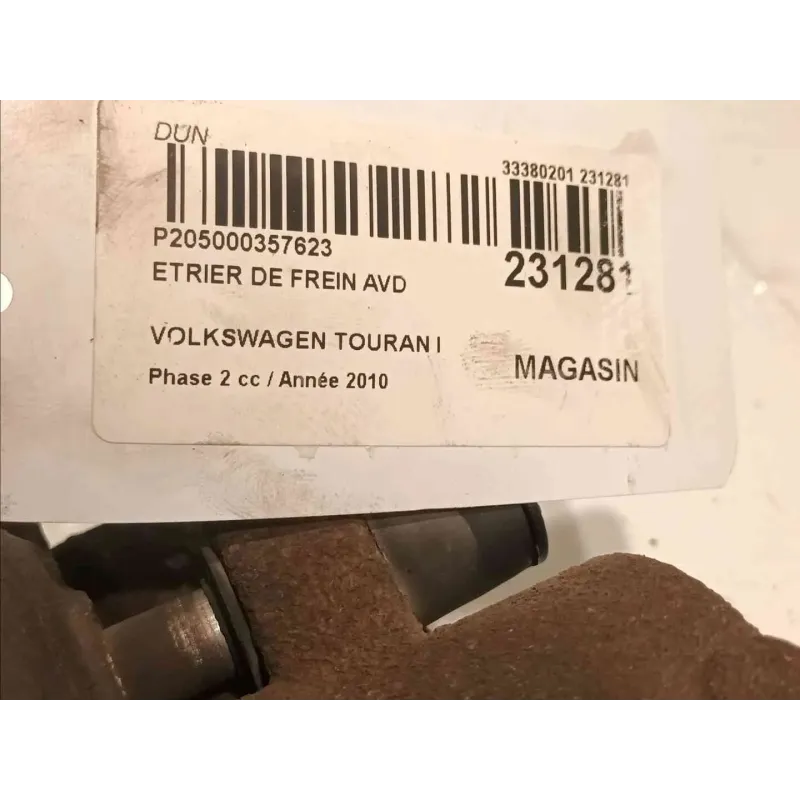 DUN
33380201 231281
P205000357623
231281
ETRIER DE FREIN AVD
VOLKSWAGEN TOURAN I
MAGASIN
Phase 2 cc / Année 2010